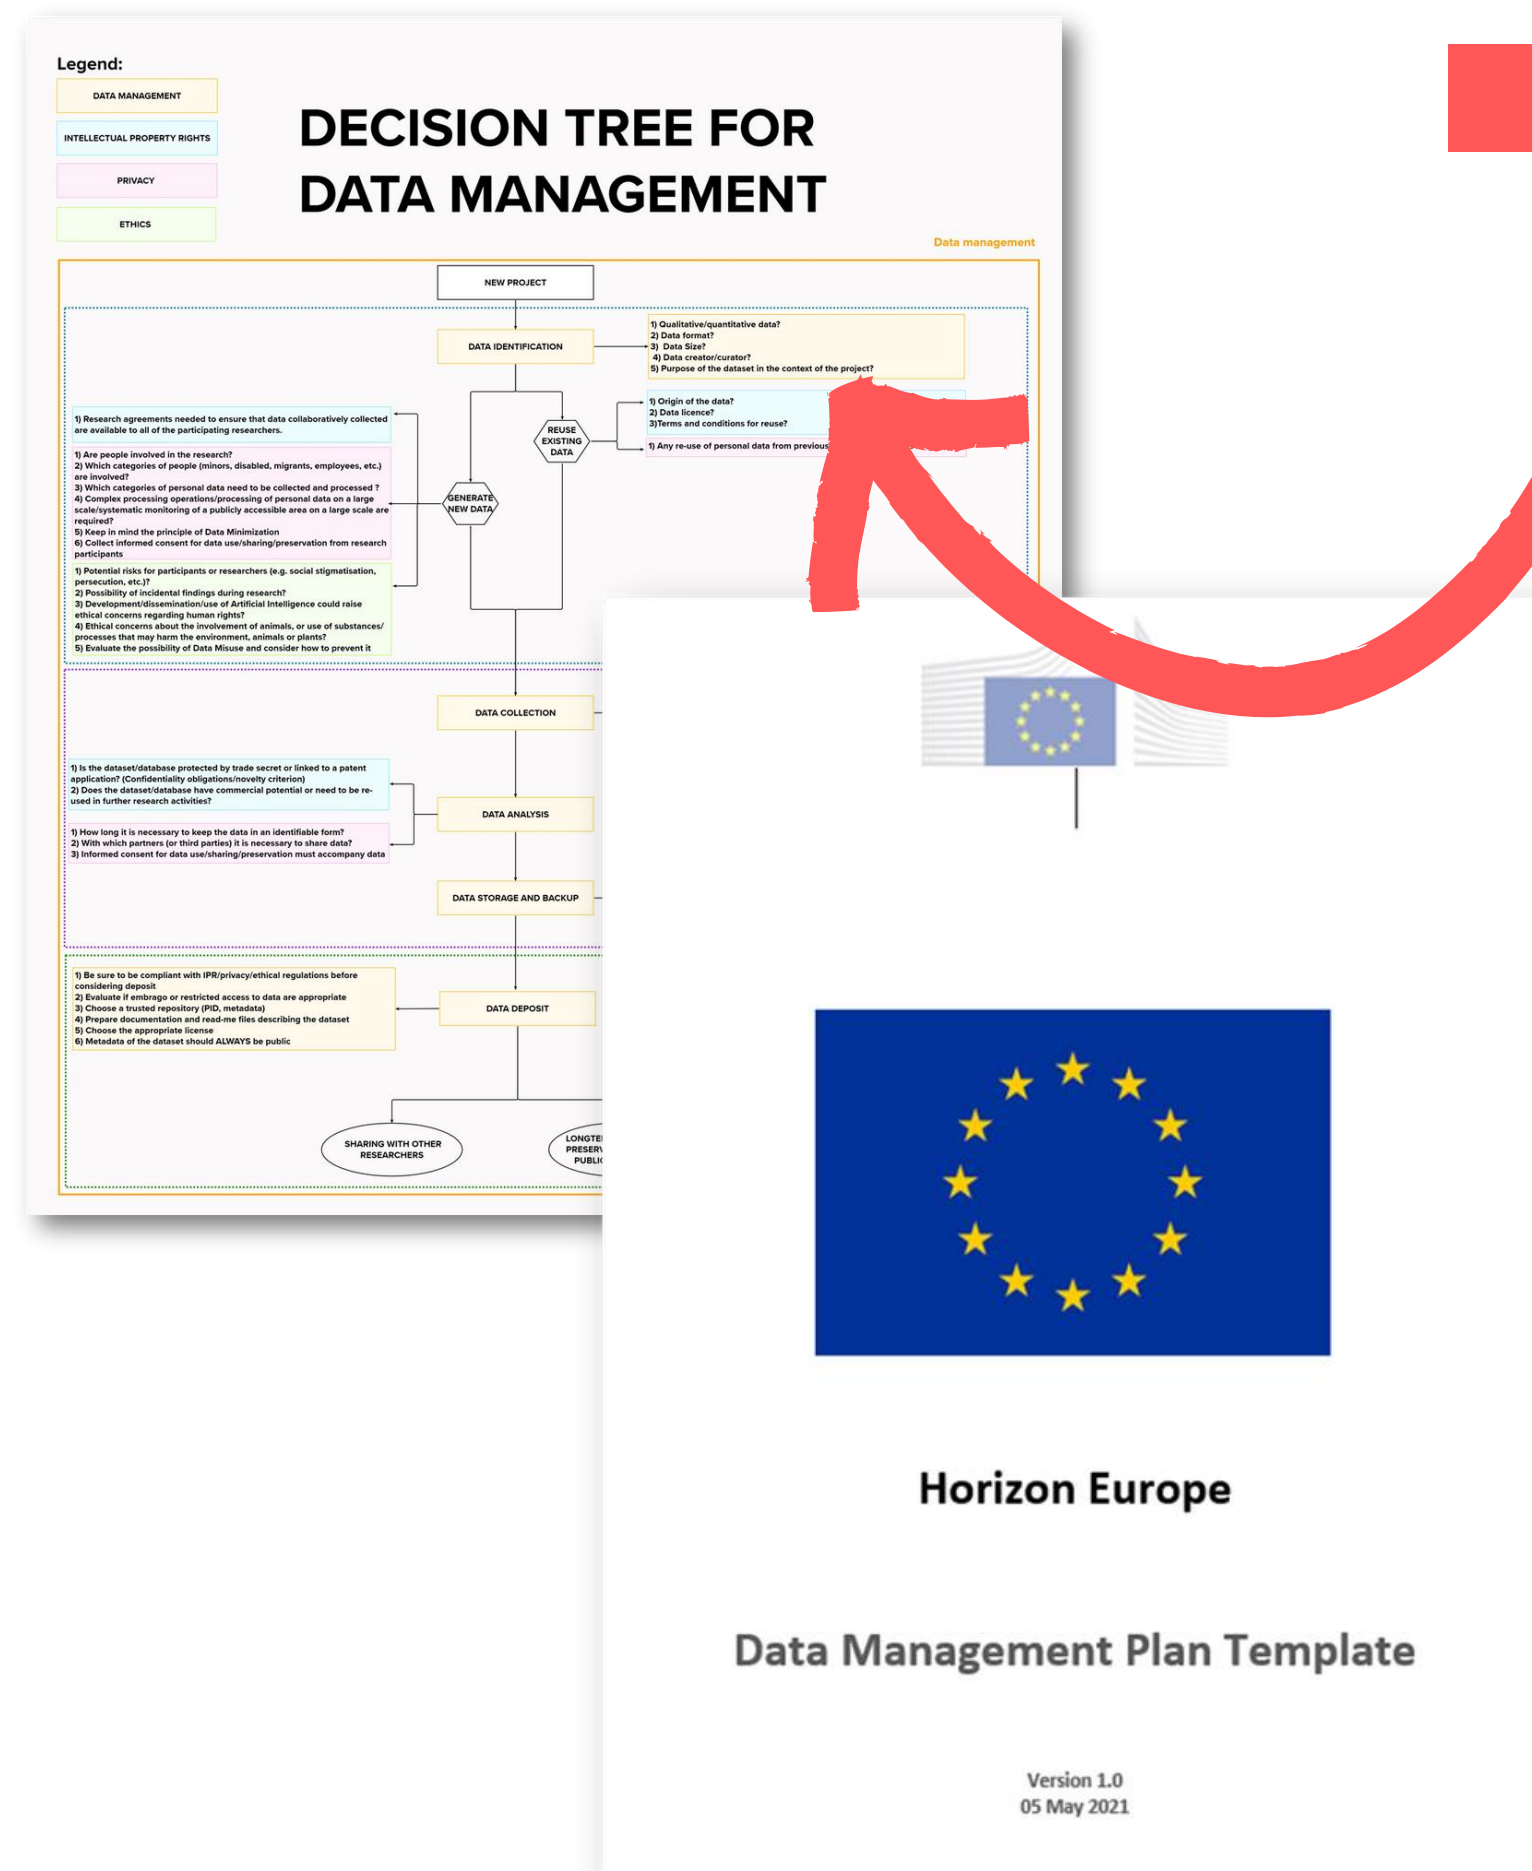 Legend:
DATA MANAGEMENT
INTELLECTUAL PROPERTY RIGHTS
PRIVACY
ETHICS
DECISION TREE FOR
DATA MANAGEMENT
Data management
NEW PROJECT
DATA IDENTIFICATION
1) Qualitative/quantitative data?
2) Data format?
3) Data Size?
4) Data creator/curator?
5) Purpose of the dataset in the context of the project?
1) Origin of the data?
2) Data licence?
3)Terms and conditions for reuse?
1) Any re-use of personal data from previous
REUSE
EXISTING
DATA
1) Research agreements needed to ensure that data collaboratively collected
are available to all of the participating researchers.
1) Are people involved in the research?
2) Which categories of people (minors, disabled, migrants, employees, etc.)
are involved?
3) Which categories of personal data need to be collected and processed ?
4) Complex processing operations/processing of personal data on a large
scale/systematic monitoring of a publicly accessible area on a large scale are
required?
5) Keep in mind the principle of Data Minimization
6) Collect informed consent for data use/sharing/preservation from research
participants
GENERATE
NEW DATA
1) Potential risks for participants or researchers (e.g. social stigmatisation,
persecution, etc.)?
2) Possibility of incidental findings during research?
3) Development/dissemination/use of Artificial Intelligence could raise
ethical concerns regarding human rights?
4) Ethical concerns about the involvement of animals, or use of substances/
processes that may harm the environment, animals or plants?
5) Evaluate the possibility of Data Misuse and consider how to prevent it
DATA COLLECTION
1) Is the dataset/database protected by trade secret or linked to a patent
application? (Confidentiality obligations/novelty criterion)
2) Does the dataset/database have commercial potential or need to be re-
used in further research activities?
DATA ANALYSIS
1) How long it is necessary to keep the data in an identifiable form?
2) With which partners (or third parties) it is necessary to share data?
3) Informed consent for data use/sharing/preservation must accompany data
DATA STORAGE AND BACKUP
1) Be sure to be compliant with IPR/privacy/ethical regulations before
considering deposit
2) Evaluate if embrago or restricted access to data are appropriate
3) Choose a trusted repository (PID, metadata)
4) Prepare documentation and read-me files describing the dataset
5) Choose the appropriate license
6) Metadata of the dataset should ALWAYS be public
DATA DEPOSIT
SHARING WITH OTHER
RESEARCHERS
Horizon Europe
Data Management Plan Template
Version 1.0
05 May 2021